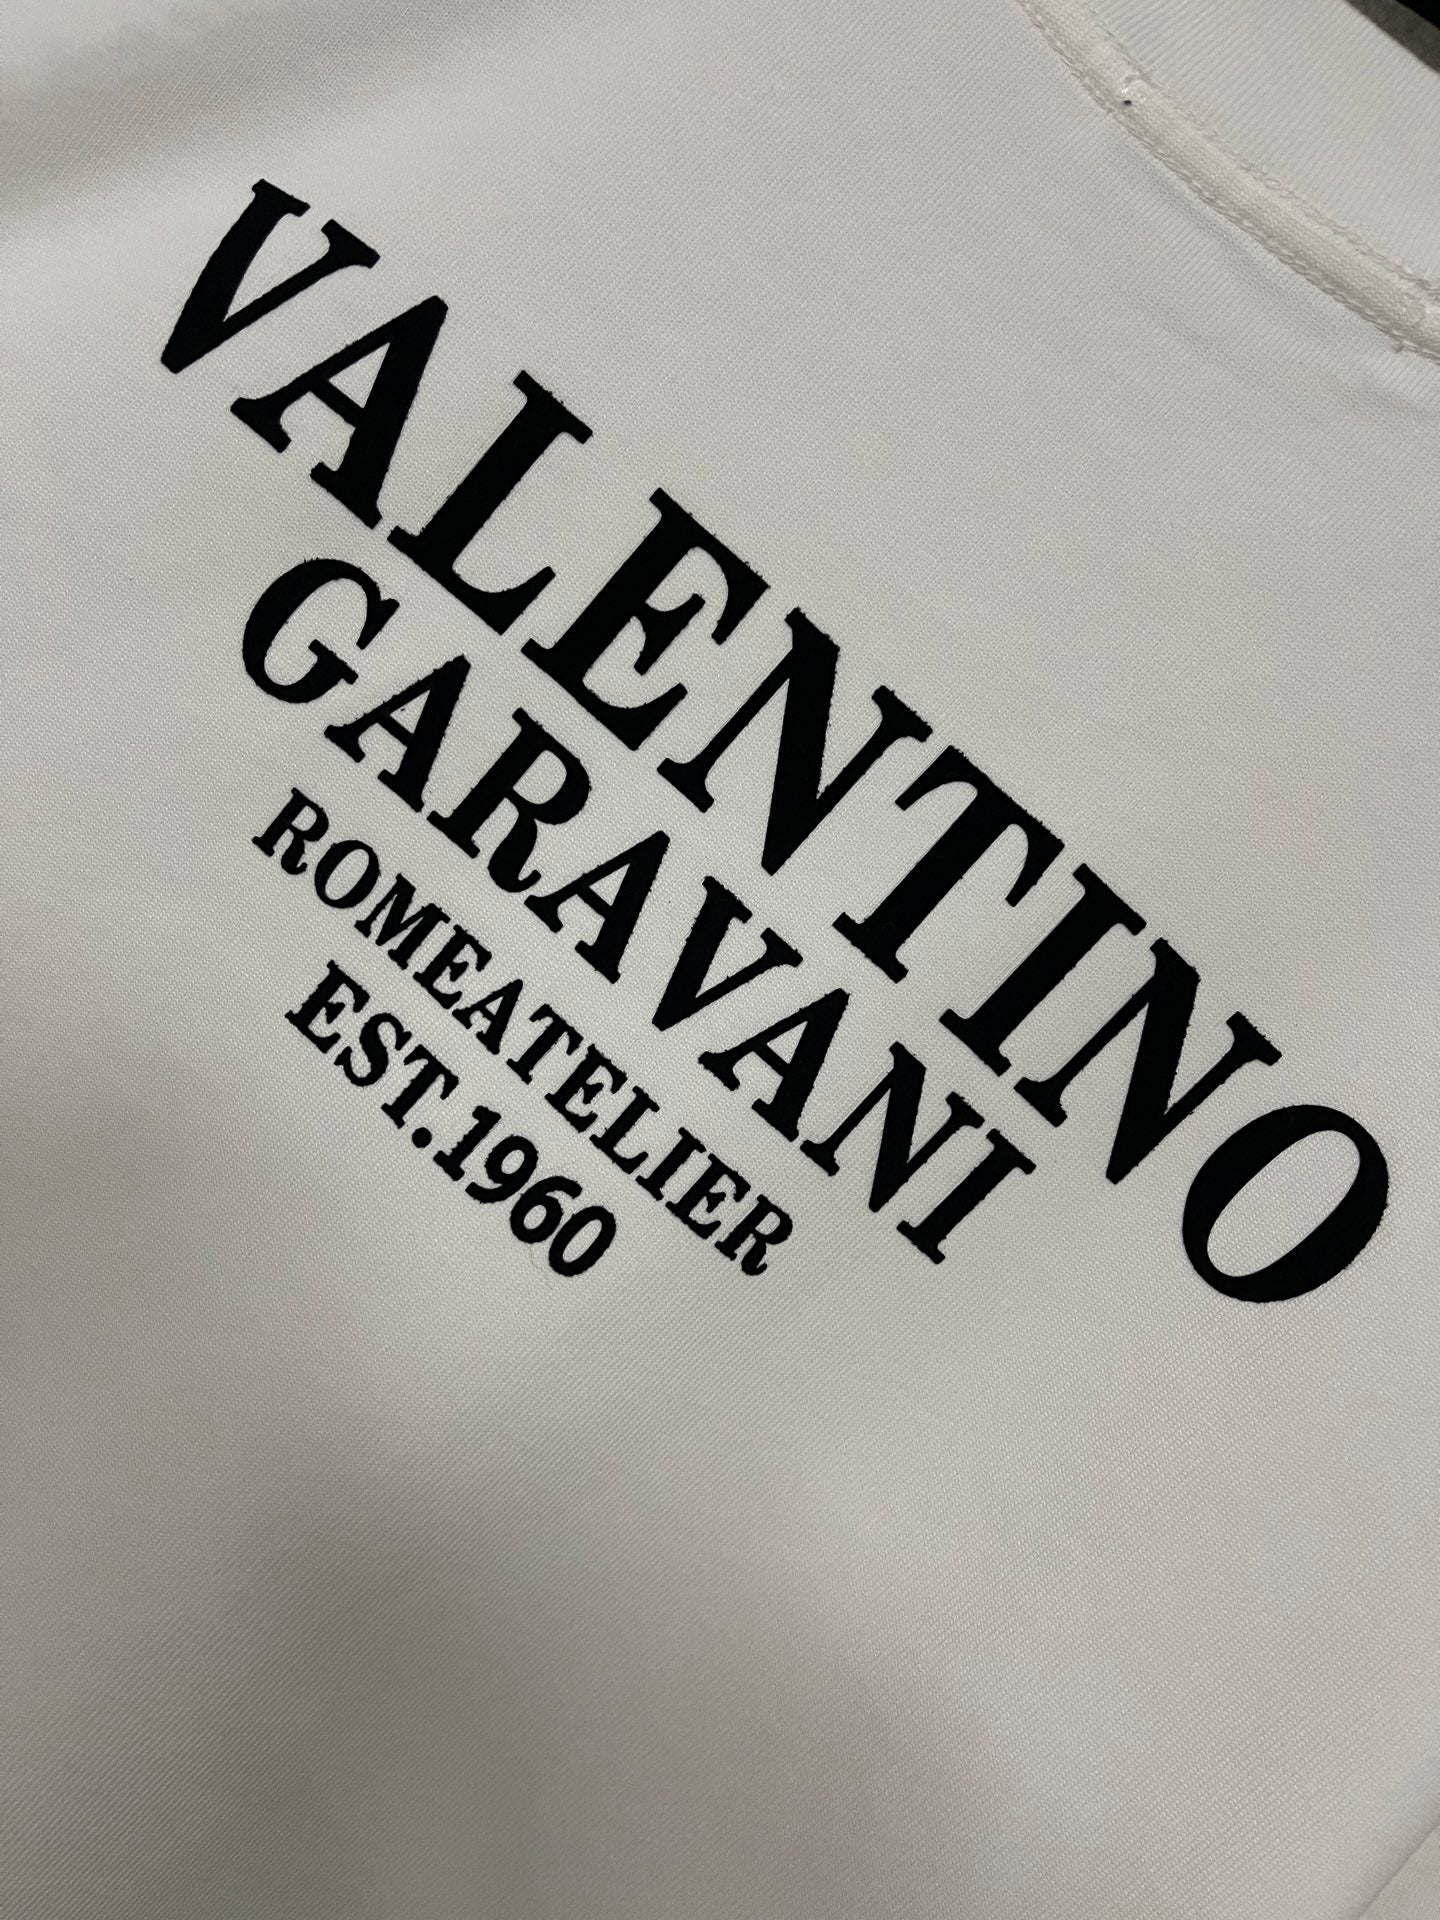 VALENTINO
GARAVANI
ROMEATELIER
EST.1960